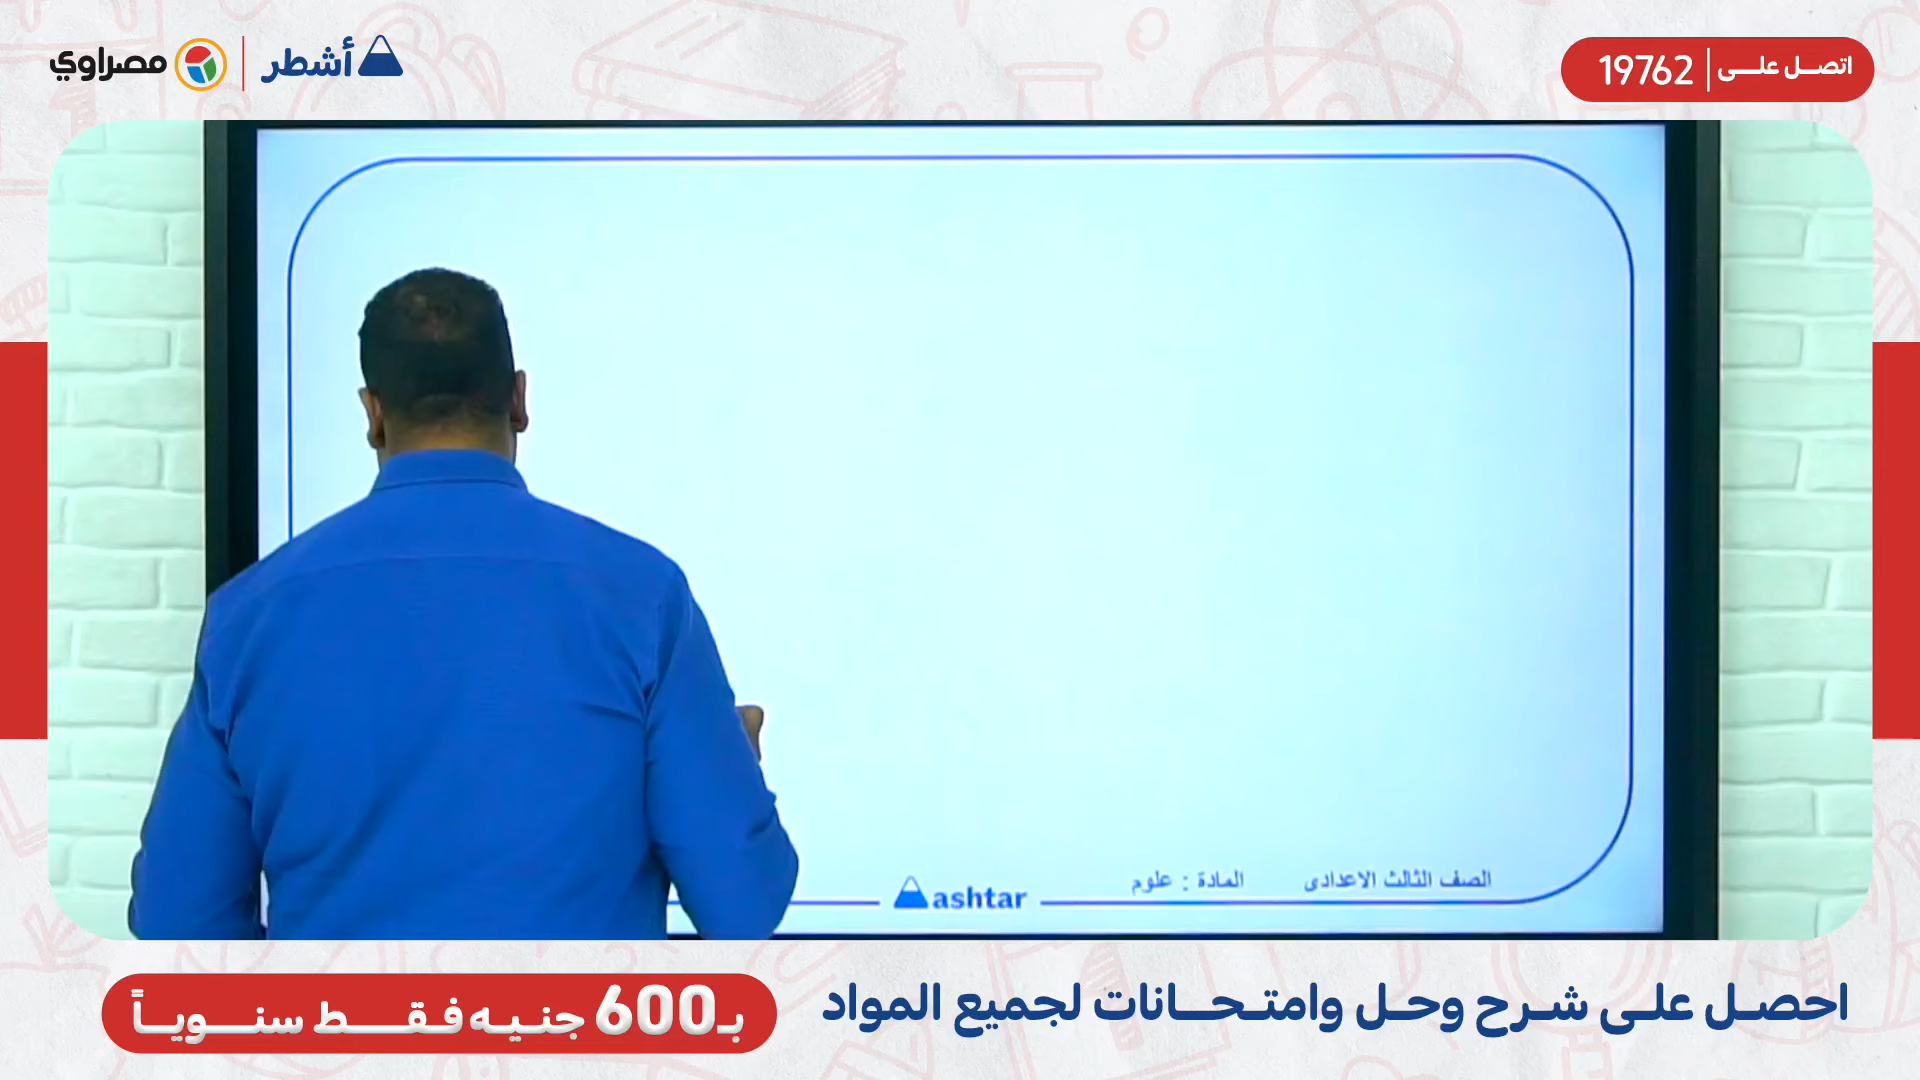 مصراوي
أشطر
اتصل على 19762
الصف الثالث الاعدادى
المادة : علوم
ashtar
احصل على شرح وحل وامتحانات لجميع المواد
بـ600 جنيه فقط سنوياً